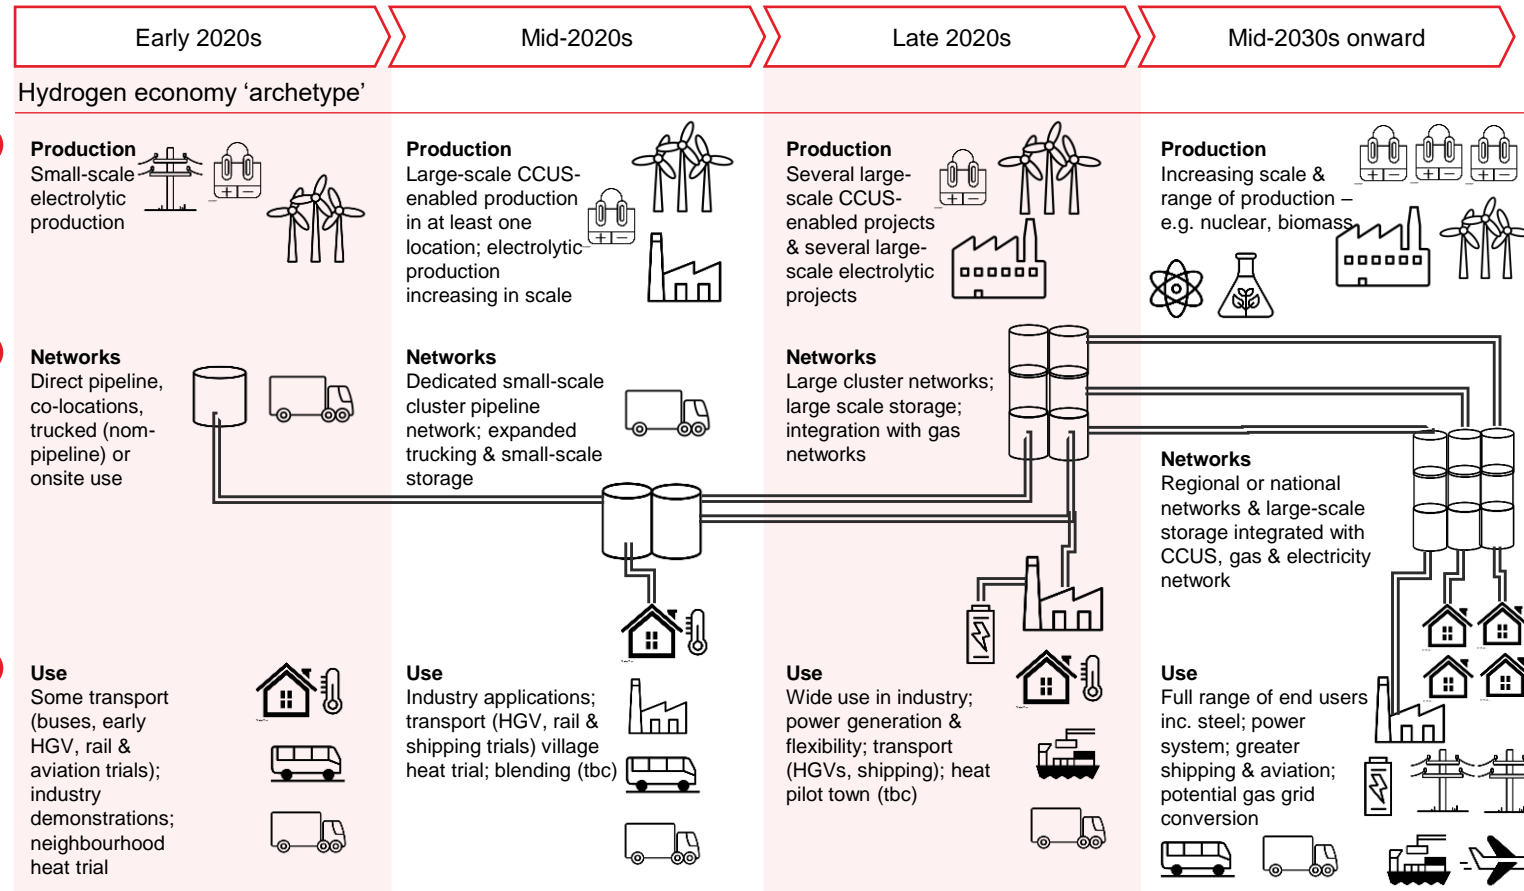 Early 2020s
Mid-2020s
Late 2020s
Mid-2030s onward
Hydrogen economy ‘archetype’
Production
Small-scale
electrolytic
production
Production
Large-scale CCUS-
enabled production
in at least one
location; electrolytic
production
increasing in scale
Production
Several large-
scale CCUS-
enabled projects
& several large-
scale electrolytic
projects
Production
Increasing scale &
range of production –
e.g. nuclear, biomass
Networks
Direct pipeline,
co-locations,
trucked (nom-
pipeline) or
onsite use
Networks
Dedicated small-scale
cluster pipeline
network; expanded
trucking & small-scale
storage
Networks
Large cluster networks;
large scale storage;
integration with gas
networks
Networks
Regional or national
networks & large-scale
storage integrated with
CCUS, gas & electricity
network
Use
Some transport
(buses, early
HGV, rail &
aviation trials);
industry
demonstrations;
neighbourhood
heat trial
Use
Industry applications;
transport (HGV, rail &
shipping trials) village
heat trial; blending (tbc)
Use
Wide use in industry;
power generation &
flexibility; transport
(HGVs, shipping); heat
pilot town (tbc)
Use
Full range of end users
inc. steel; power
system; greater
shipping & aviation;
potential gas grid
conversion